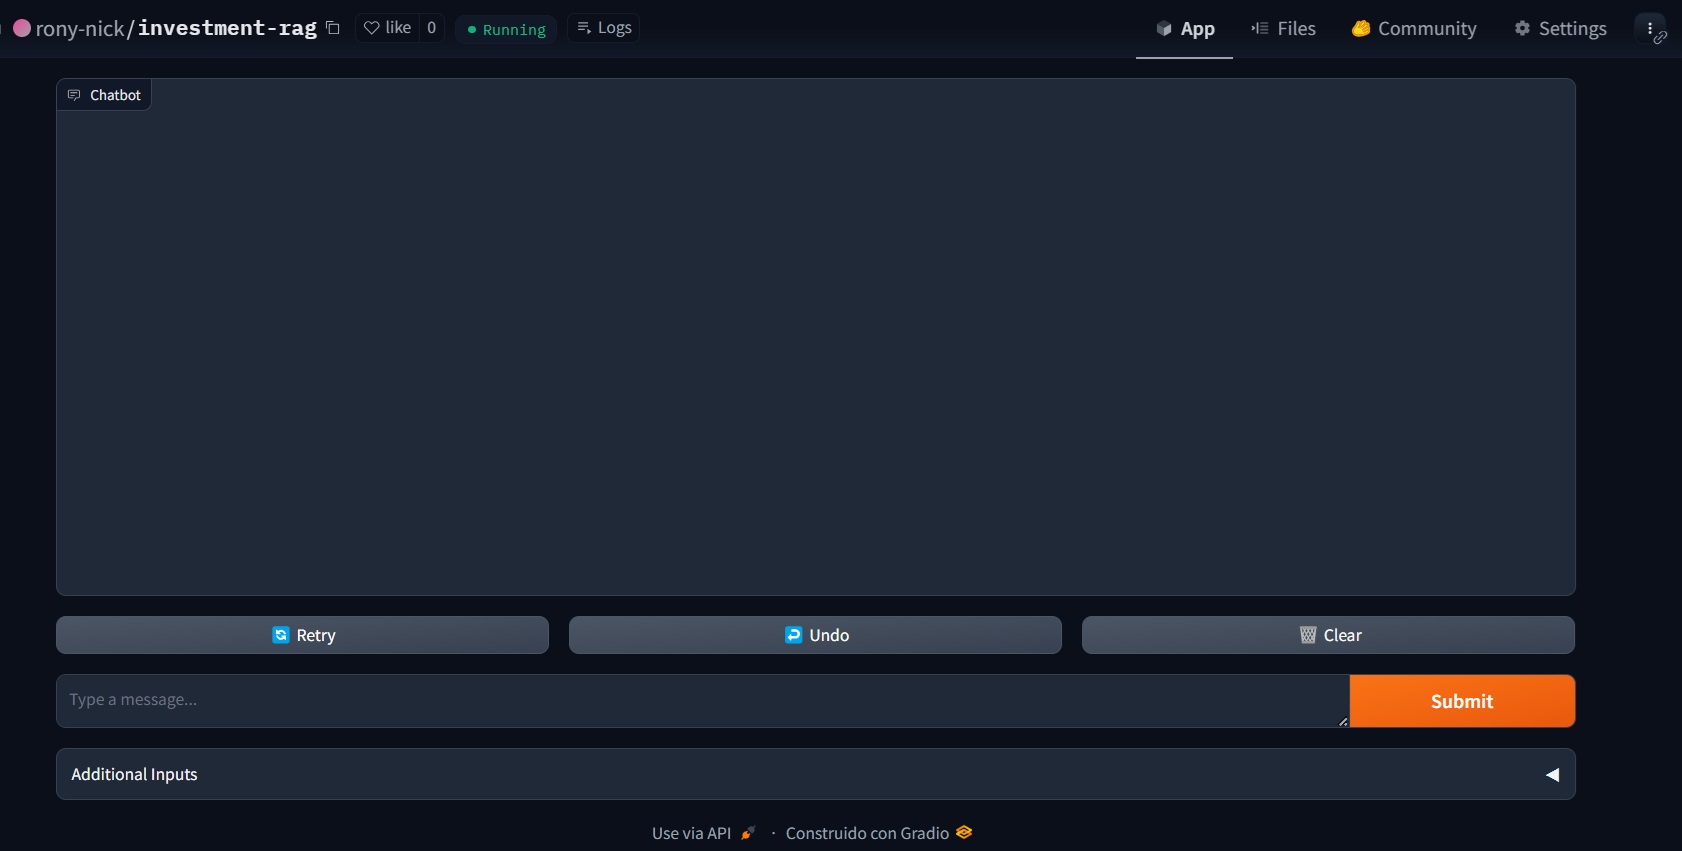 rony-nick/investment-rag like 0 Running Logs App Files Community Settings
Chatbot
Retry Undo Clear
Type a message... Submit
Additional Inputs
Use via API · Construido con Gradio